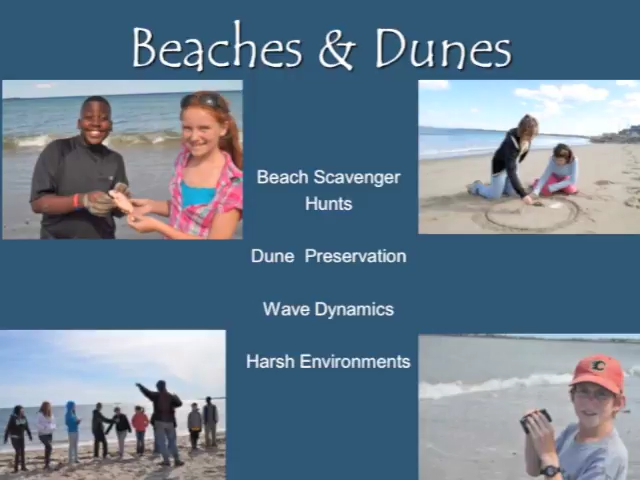 Beaches & Dunes
Beach Scavenger
Hunts
Dune Preservation
Wave Dynamics
Harsh Environments